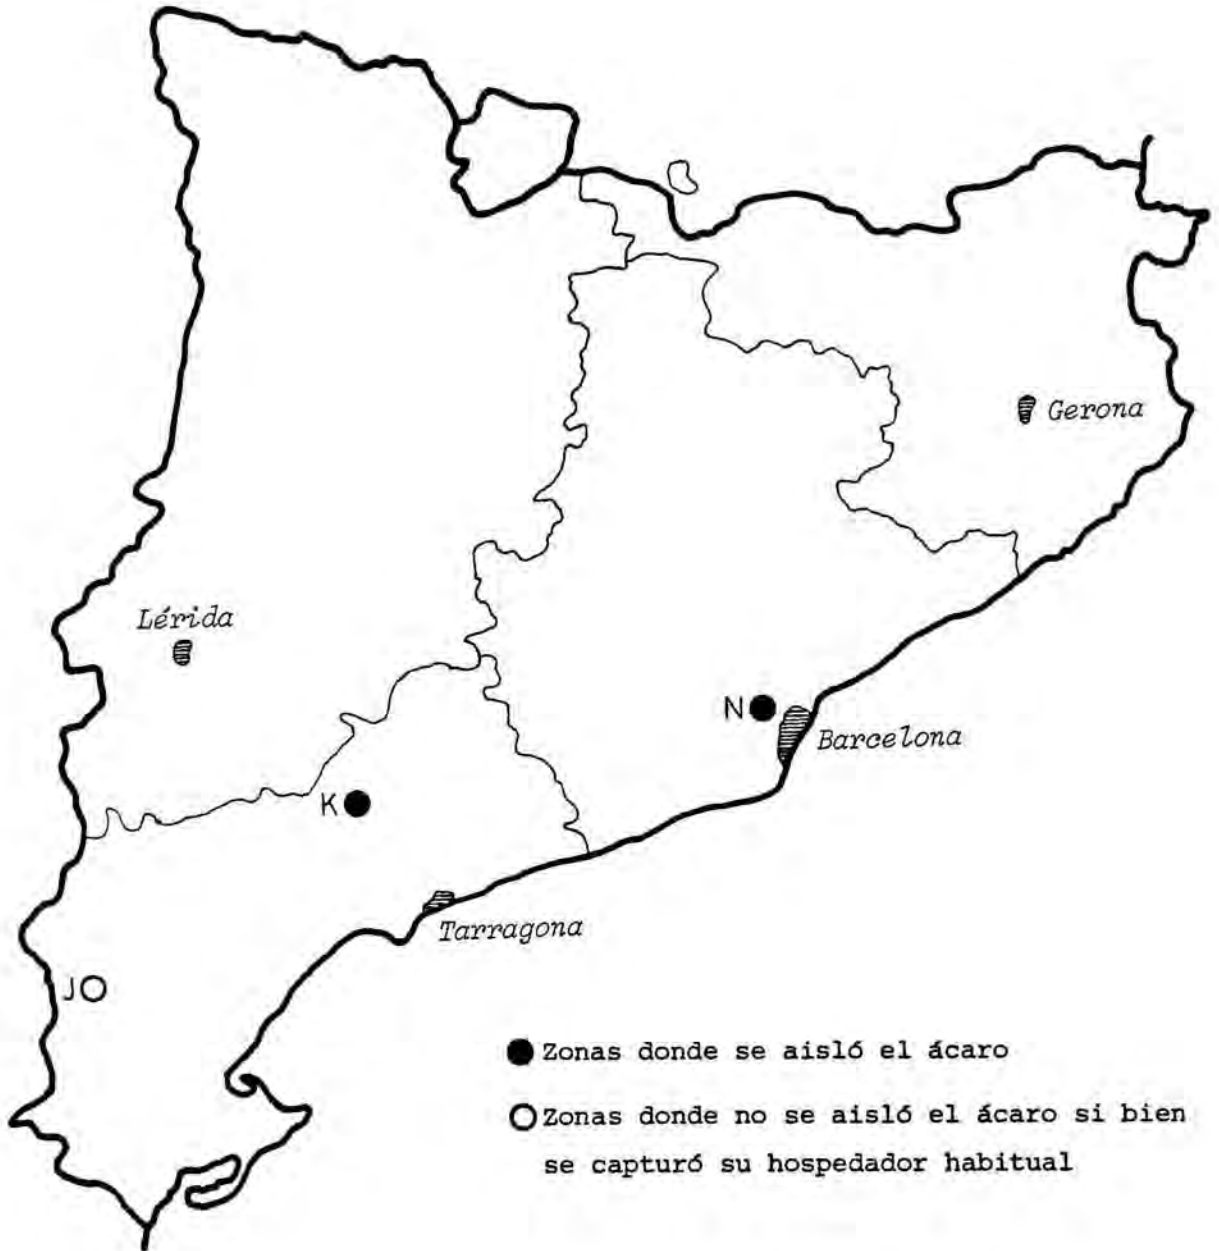 Gerona
Lérida
N
Barcelona
K
Tarragona
J
Zonas donde se aisló el ácaro
Zonas donde no se aisló el ácaro si bien
se capturó su hospedador habitual